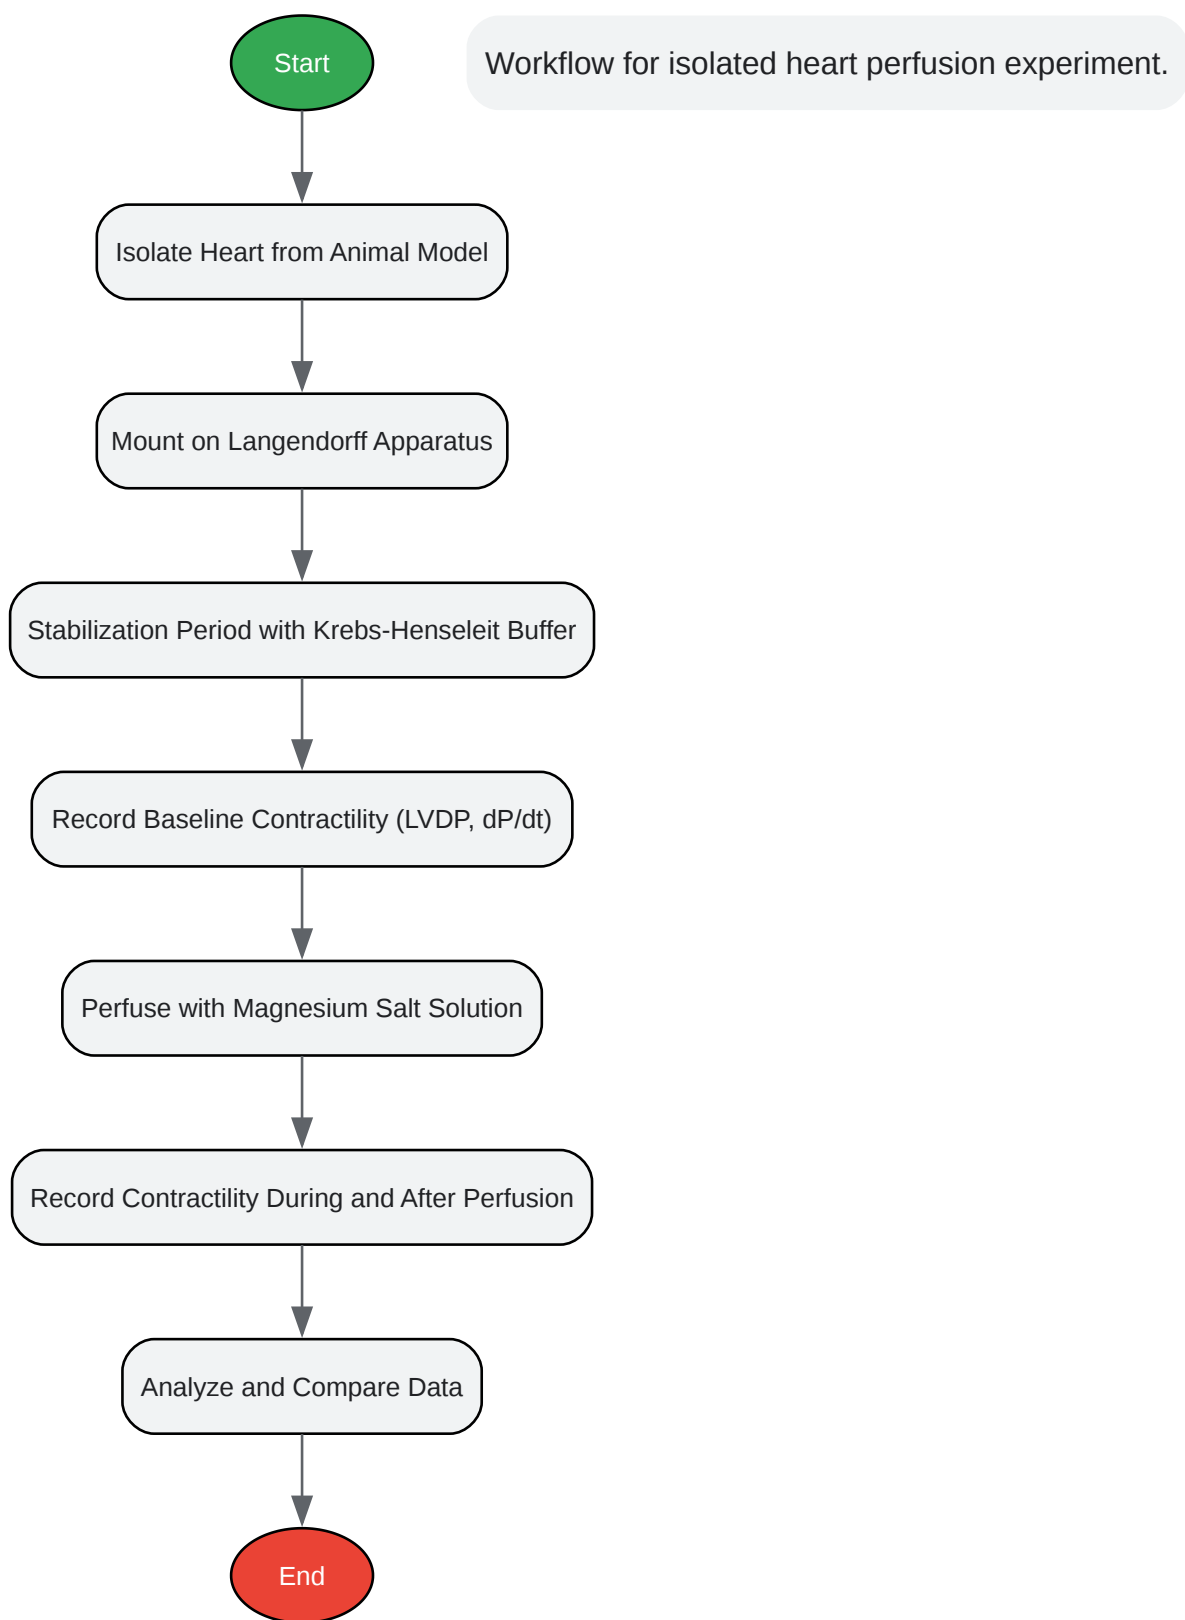 Start
Workflow for isolated heart perfusion experiment.
Isolate Heart from Animal Model
Mount on Langendorff Apparatus
Stabilization Period with Krebs-Henseleit Buffer
Record Baseline Contractility (LVDP, dP/dt)
Perfuse with Magnesium Salt Solution
Record Contractility During and After Perfusion
Analyze and Compare Data
End